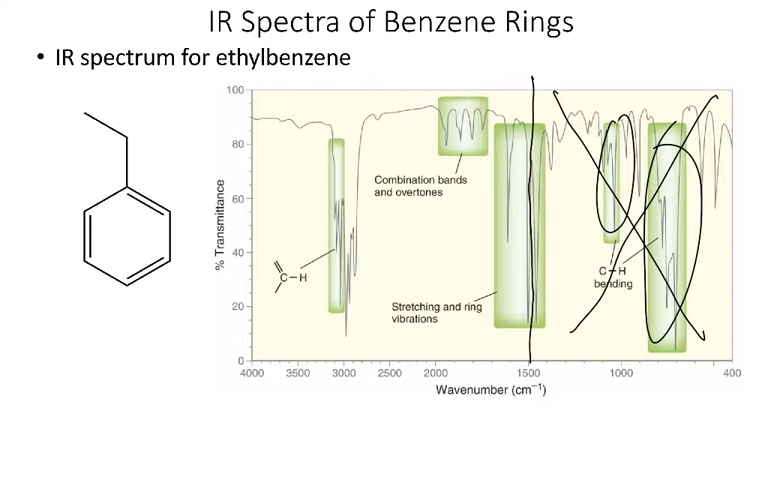 IR Spectra of Benzene Rings
• IR spectrum for ethylbenzene
100
80
60
40
20
0
% Transmittance
Combination bands
and overtones
C–H
Stretching and ring
vibrations
C–H
bending
4000 3500 3000 2500 2000 1500 1000 400
Wavenumber (cm⁻¹)